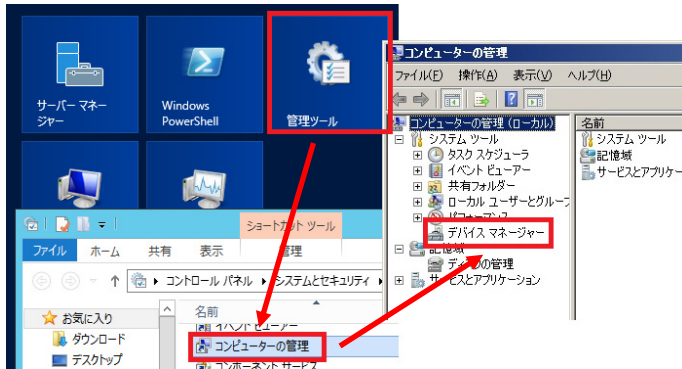 サーバー マネー
ジャー
Windows
PowerShell
管理ツール
ショートカット ツール
ファイル
ホーム
共有
表示
管理
コントロール パネル
システムとセキュリティ
お気に入り
ダウンロード
デスクトップ
名前
イベント ビューアー
コンピューターの管理
コンポーネント サービス
コンピューターの管理
ファイル(F) 操作(A) 表示(V) ヘルプ(H)
コンピューターの管理 (ローカル)
システム ツール
タスク スケジューラ
イベント ビューアー
共有フォルダー
ローカル ユーザーとグループ
パフォーマンス
デバイス マネージャー
記憶域
の管理
サービスとアプリケーション
名前
システム ツール
記憶域
サービスとアプリケー